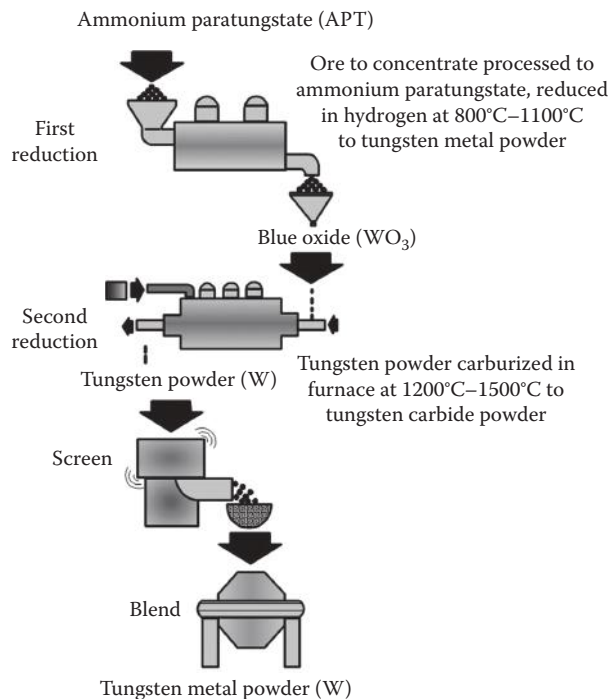 Ammonium paratungstate (APT)
Ore to concentrate processed to
ammonium paratungstate, reduced
in hydrogen at 800°C–1100°C
to tungsten metal powder
First
reduction
Blue oxide (WO₃)
Second
reduction
Tungsten powder (W)
Tungsten powder carburized in
furnace at 1200°C–1500°C to
tungsten carbide powder
Screen
Blend
Tungsten metal powder (W)